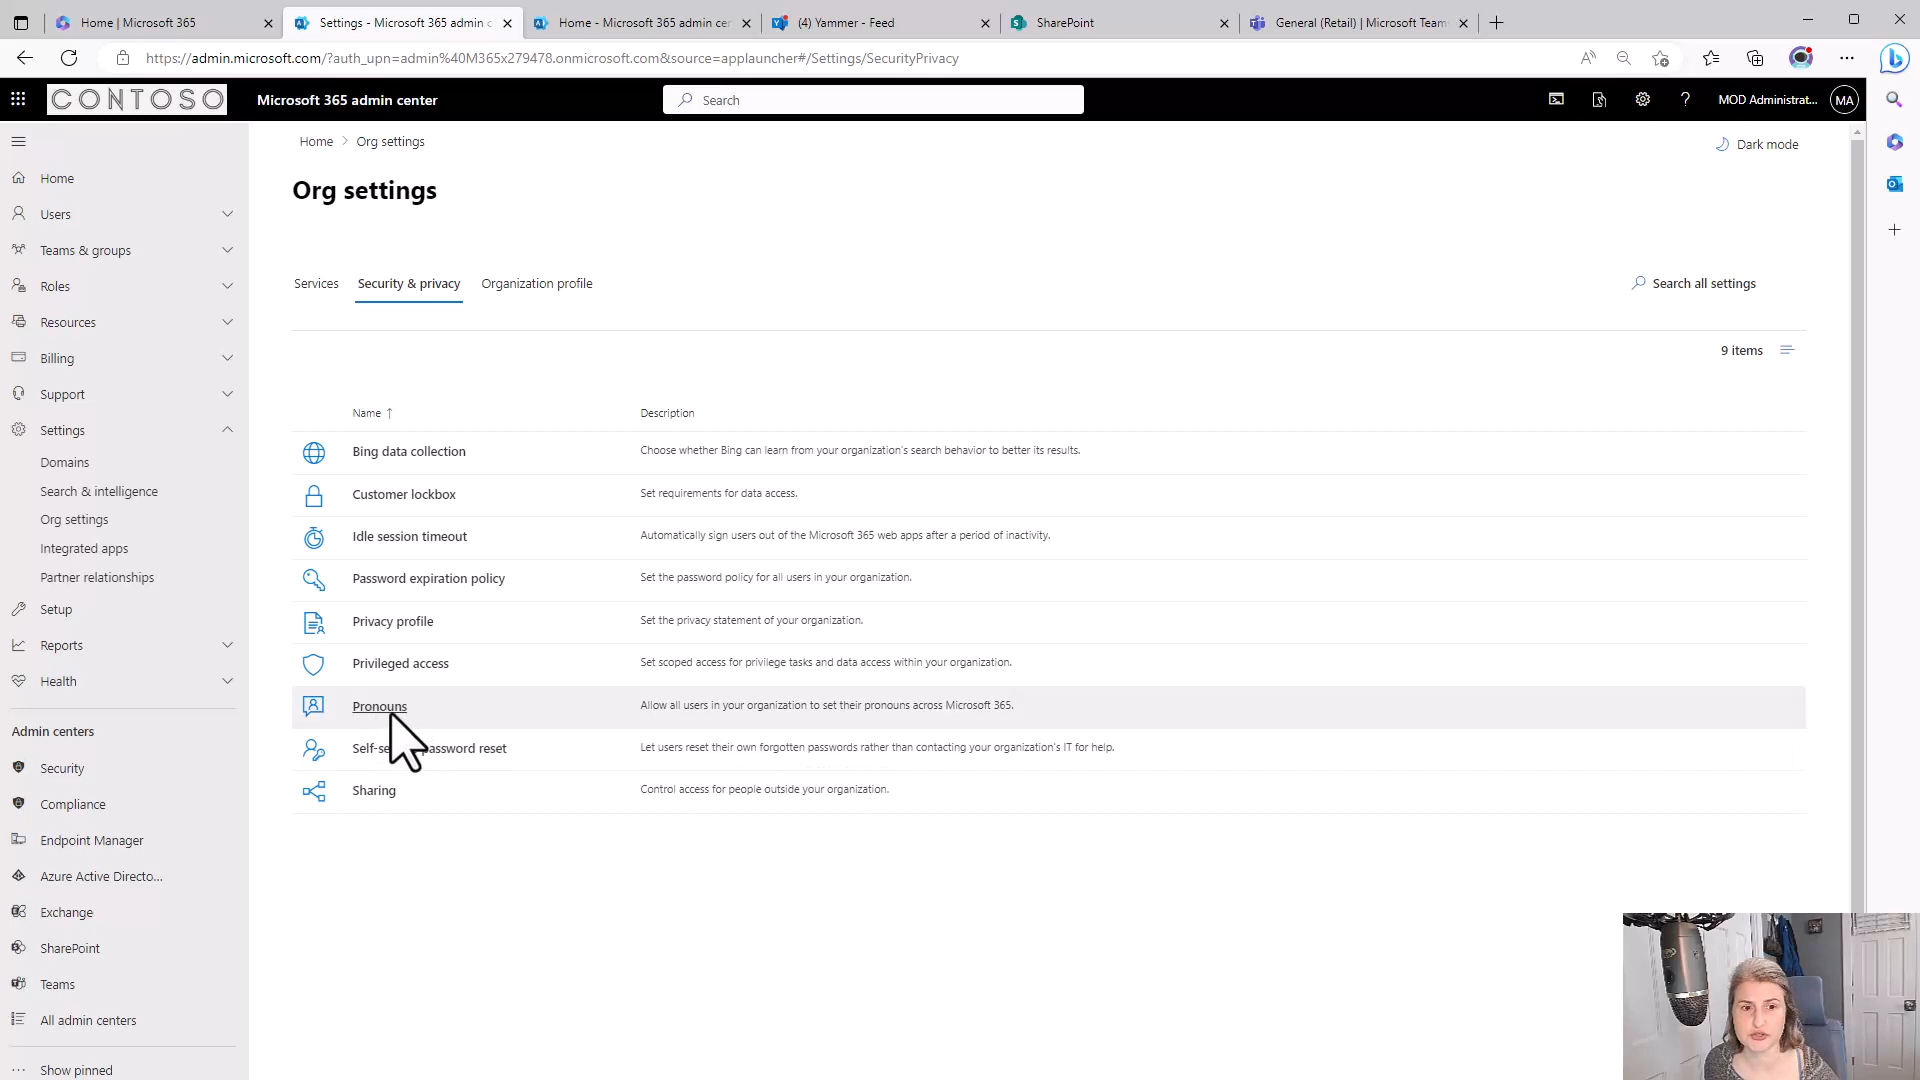 Home | Microsoft 365
Settings - Microsoft 365 admin c
Home - Microsoft 365 admin cer
(4) Yammer - Feed
SharePoint
General (Retail) | Microsoft Team
https://admin.microsoft.com/?auth_upn=admin%40M365x279478.onmicrosoft.com&source=applauncher#/Settings/SecurityPrivacy
CONTOSO
Microsoft 365 admin center
Search
MOD Administrat...
MA
Home
Users
Teams & groups
Roles
Resources
Billing
Support
Settings
Domains
Search & intelligence
Org settings
Integrated apps
Partner relationships
Setup
Reports
Health
Admin centers
Security
Compliance
Endpoint Manager
Azure Active Directo...
Exchange
SharePoint
Teams
All admin centers
Show pinned
Home > Org settings
Dark mode
Org settings
Services
Security & privacy
Organization profile
Search all settings
9 items
Name ↑
Description
Bing data collection
Choose whether Bing can learn from your organization's search behavior to better its results.
Customer lockbox
Set requirements for data access.
Idle session timeout
Automatically sign users out of the Microsoft 365 web apps after a period of inactivity.
Password expiration policy
Set the password policy for all users in your organization.
Privacy profile
Set the privacy statement of your organization.
Privileged access
Set scoped access for privilege tasks and data access within your organization.
Pronouns
Allow all users in your organization to set their pronouns across Microsoft 365.
Self-se password reset
Let users reset their own forgotten passwords rather than contacting your organization's IT for help.
Sharing
Control access for people outside your organization.